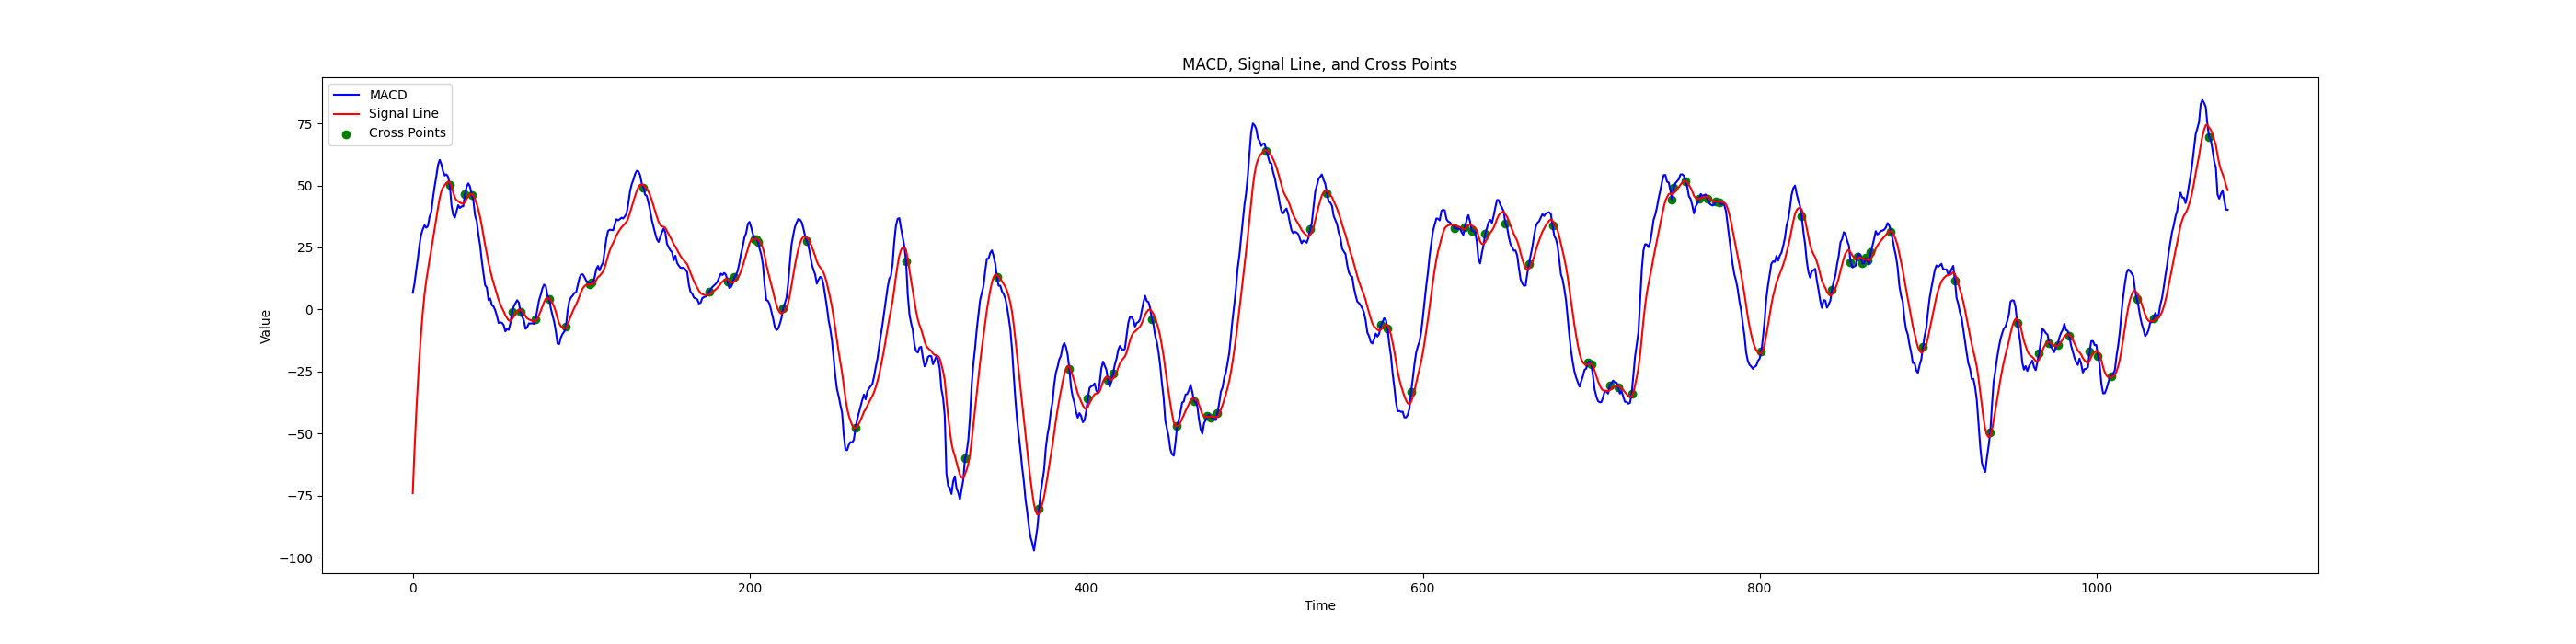 MACD, Signal Line, and Cross Points
MACD
Signal Line
Cross Points
75
50
25
0
−25
−50
−75
−100
Value
0 200 400 600 800 1000
Time